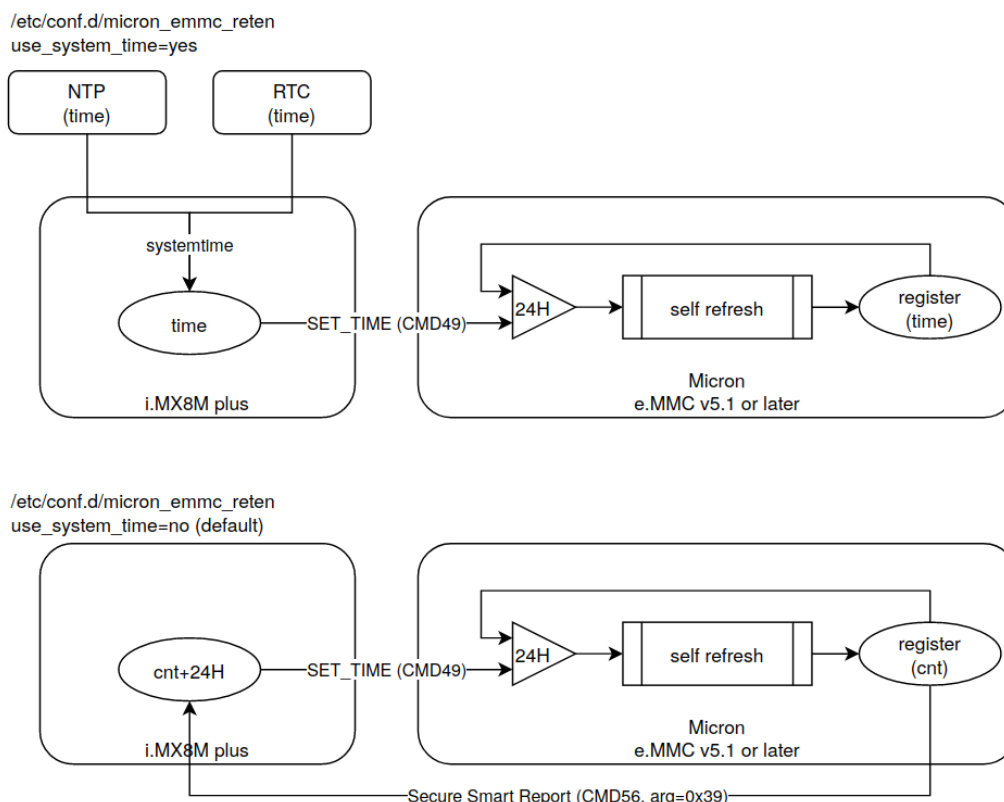 /etc/conf.d/micron_emmc_reten
use_system_time=yes
NTP
(time)
RTC
(time)
systemtime
time
SET_TIME (CMD49)
24H
self refresh
register
(time)
i.MX8M plus
Micron
e.MMC v5.1 or later
/etc/conf.d/micron_emmc_reten
use_system_time=no (default)
cnt+24H
SET_TIME (CMD49)
24H
self refresh
register
(cnt)
i.MX8M plus
Micron
e.MMC v5.1 or later
Secure Smart Report (CMD56, arg=0x39)